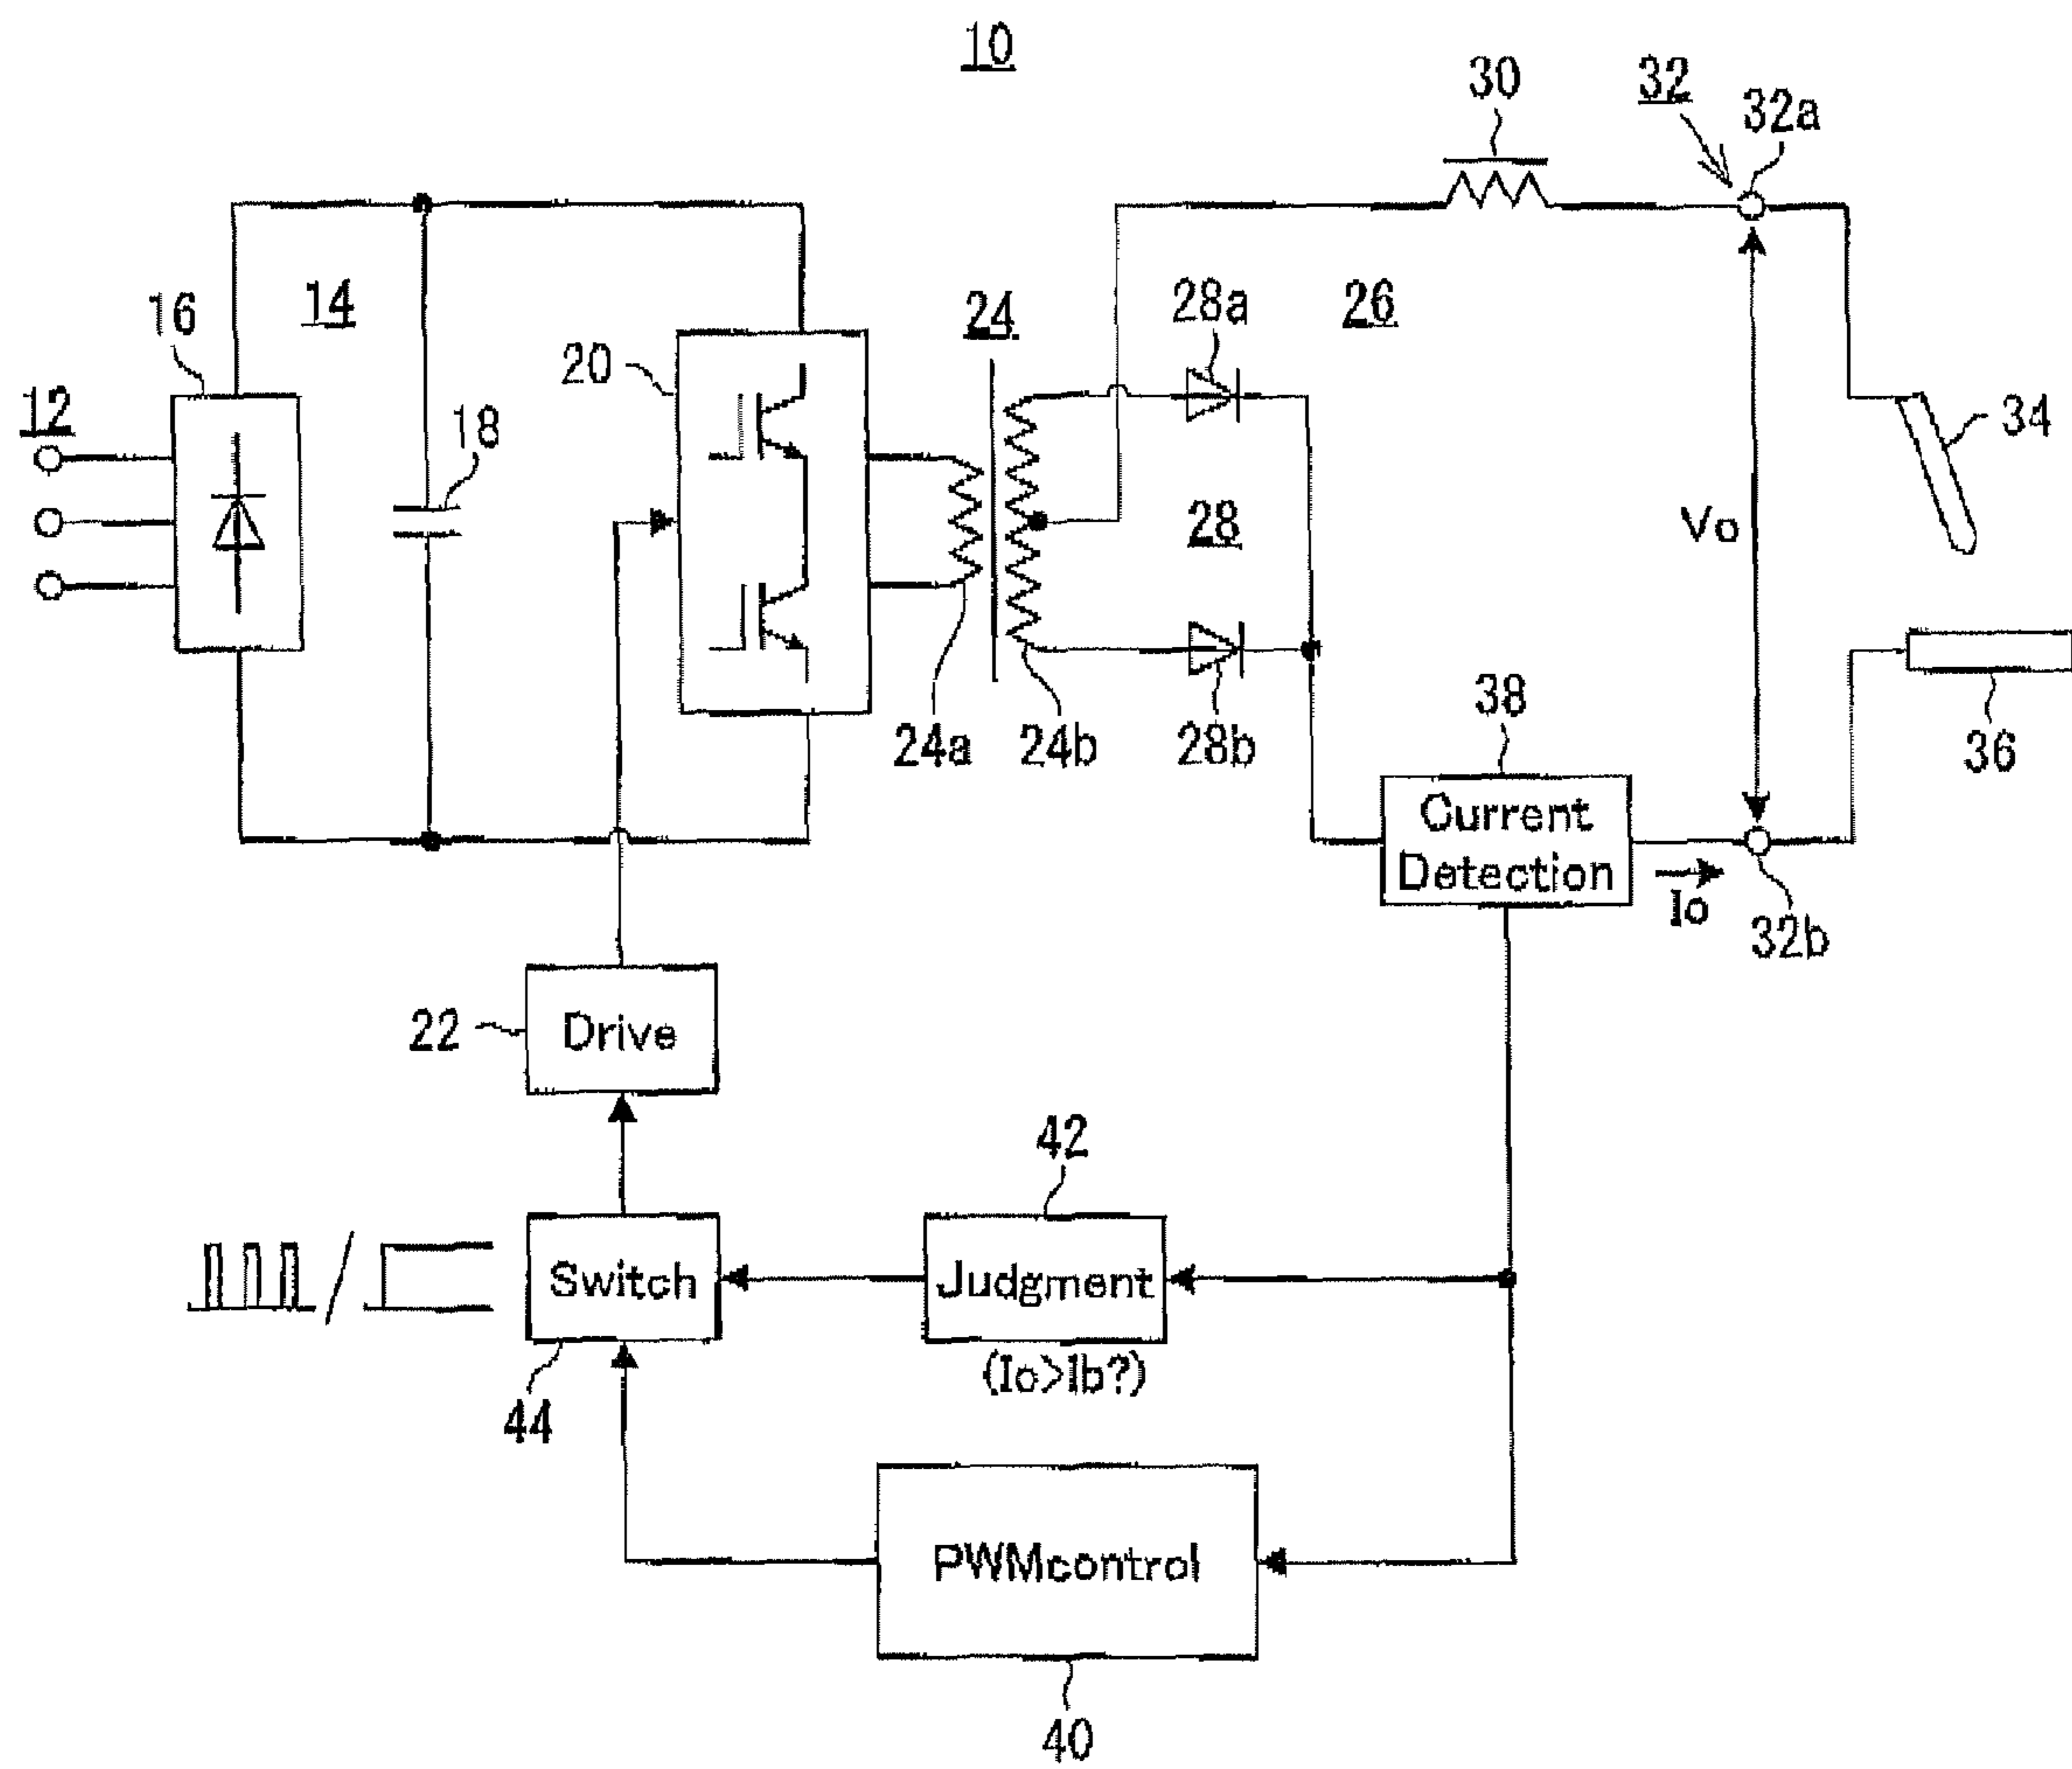 10
30
32
32a
14
16
12
18
20
24
28a
26
28
34
Vo
24a
24b
28b
36
38
Current
Detection
Io
32b
22
Drive
42
Switch
Judgment
(Io>Ib?)
44
PWMcontrol
40